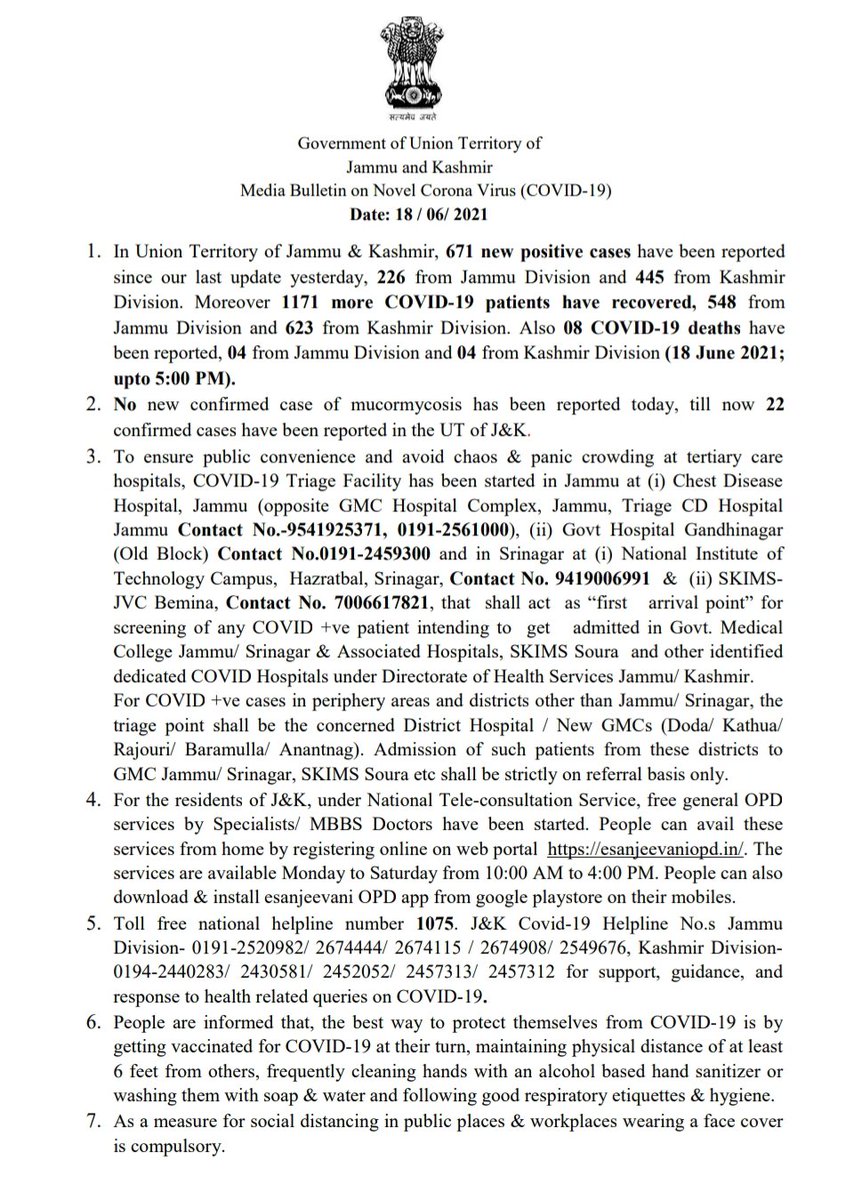 सत्यमेव जयते
Government of Union Territory of
Jammu and Kashmir
Media Bulletin on Novel Corona Virus (COVID-19)
Date: 18 / 06/ 2021
1. In Union Territory of Jammu & Kashmir, 671 new positive cases have been reported
since our last update yesterday, 226 from Jammu Division and 445 from Kashmir
Division. Moreover 1171 more COVID-19 patients have recovered, 548 from
Jammu Division and 623 from Kashmir Division. Also 08 COVID-19 deaths have
been reported, 04 from Jammu Division and 04 from Kashmir Division (18 June 2021;
upto 5:00 PM).
2. No new confirmed case of mucormycosis has been reported today, till now 22
confirmed cases have been reported in the UT of J&K.
3. To ensure public convenience and avoid chaos & panic crowding at tertiary care
hospitals, COVID-19 Triage Facility has been started in Jammu at (i) Chest Disease
Hospital, Jammu (opposite GMC Hospital Complex, Jammu, Triage CD Hospital
Jammu Contact No.-9541925371, 0191-2561000), (ii) Govt Hospital Gandhinagar
(Old Block) Contact No.0191-2459300 and in Srinagar at (i) National Institute of
Technology Campus, Hazratbal, Srinagar, Contact No. 9419006991 & (ii) SKIMS-
JVC Bemina, Contact No. 7006617821, that shall act as “first arrival point” for
screening of any COVID +ve patient intending to get admitted in Govt. Medical
College Jammu/ Srinagar & Associated Hospitals, SKIMS Soura and other identified
dedicated COVID Hospitals under Directorate of Health Services Jammu/ Kashmir.
For COVID +ve cases in periphery areas and districts other than Jammu/ Srinagar, the
triage point shall be the concerned District Hospital / New GMCs (Doda/ Kathua/
Rajouri/ Baramulla/ Anantnag). Admission of such patients from these districts to
GMC Jammu/ Srinagar, SKIMS Soura etc shall be strictly on referral basis only.
4. For the residents of J&K, under National Tele-consultation Service, free general OPD
services by Specialists/ MBBS Doctors have been started. People can avail these
services from home by registering online on web portal https://esanjeevaniopd.in/. The
services are available Monday to Saturday from 10:00 AM to 4:00 PM. People can also
download & install esanjeevani OPD app from google playstore on their mobiles.
5. Toll free national helpline number 1075. J&K Covid-19 Helpline No.s Jammu
Division- 0191-2520982/ 2674444/ 2674115 / 2674908/ 2549676, Kashmir Division-
0194-2440283/ 2430581/ 2452052/ 2457313/ 2457312 for support, guidance, and
response to health related queries on COVID-19.
6. People are informed that, the best way to protect themselves from COVID-19 is by
getting vaccinated for COVID-19 at their turn, maintaining physical distance of at least
6 feet from others, frequently cleaning hands with an alcohol based hand sanitizer or
washing them with soap & water and following good respiratory etiquettes & hygiene.
7. As a measure for social distancing in public places & workplaces wearing a face cover
is compulsory.